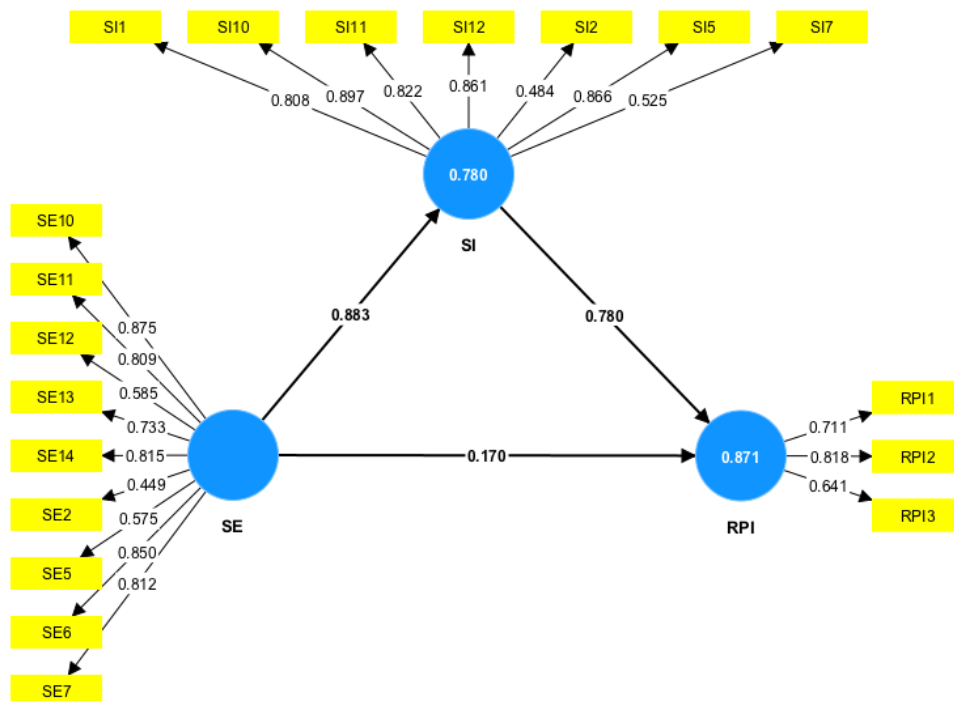 SI1 SI10 SI11 SI12 SI2 SI5 SI7
0.808 0.897 0.822 0.861 0.484 0.866 0.525
0.780
SI
SE10
SE11
SE12
SE13
SE14
SE2
SE5
SE6
SE7
0.875
0.809
0.585
0.733
0.815
0.449
0.575
0.850
0.812
SE
0.883
0.780
0.170
0.871
RPI
0.711
0.818
0.641
RPI1
RPI2
RPI3